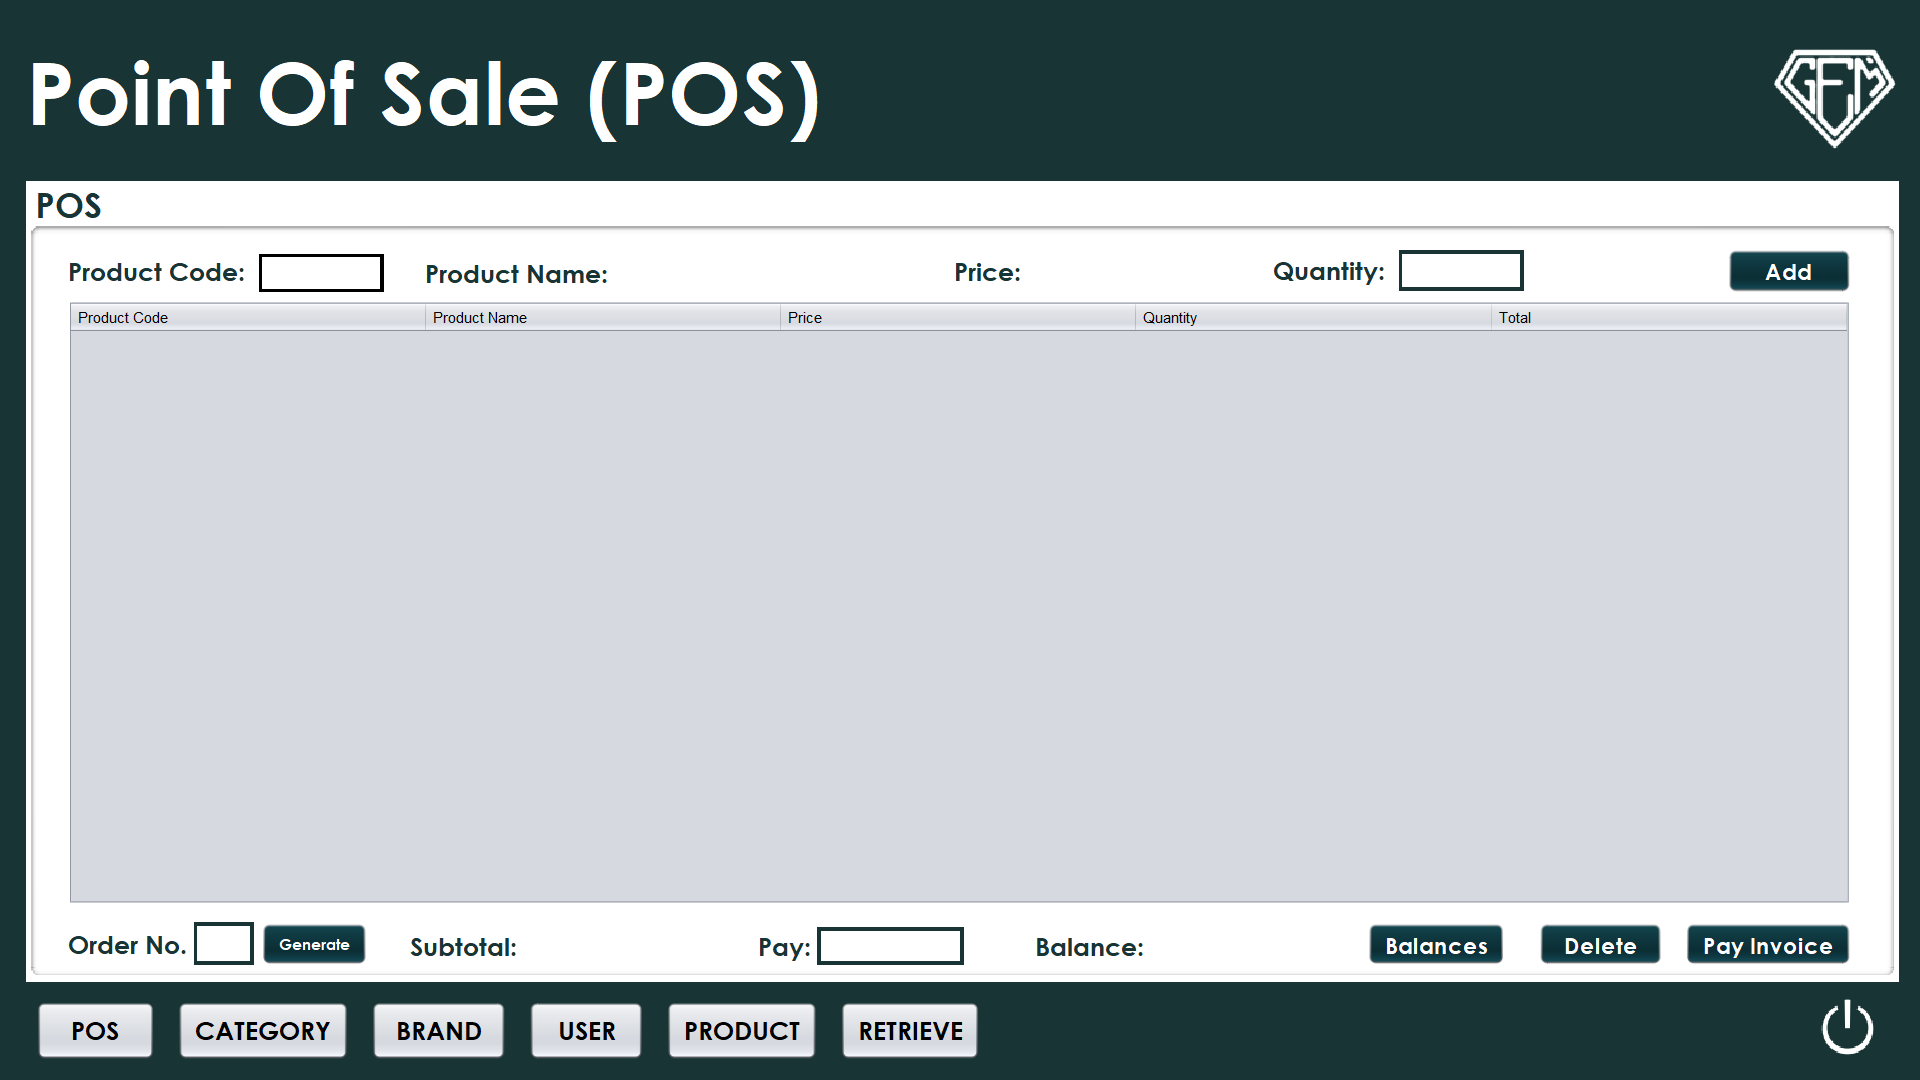 Point Of Sale (POS)
GEM
POS
Product Code: Product Name: Price: Quantity: Add
Product Code Product Name Price Quantity Total
Order No. Generate Subtotal: Pay: Balance: Balances Delete Pay Invoice
POS CATEGORY BRAND USER PRODUCT RETRIEVE